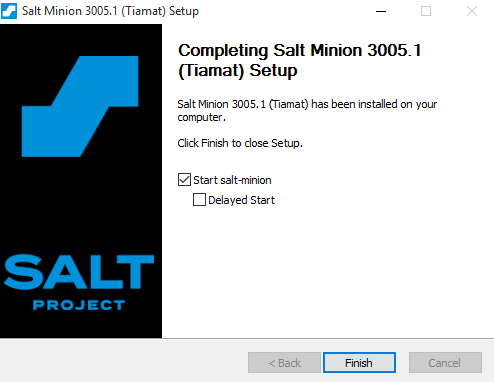 Salt Minion 3005.1 (Tiamat) Setup
Completing Salt Minion 3005.1
(Tiamat) Setup
Salt Minion 3005.1 (Tiamat) has been installed on your
computer.
Click Finish to close Setup.
Start salt-minion
Delayed Start
SALT
PROJECT
< Back
Finish
Cancel